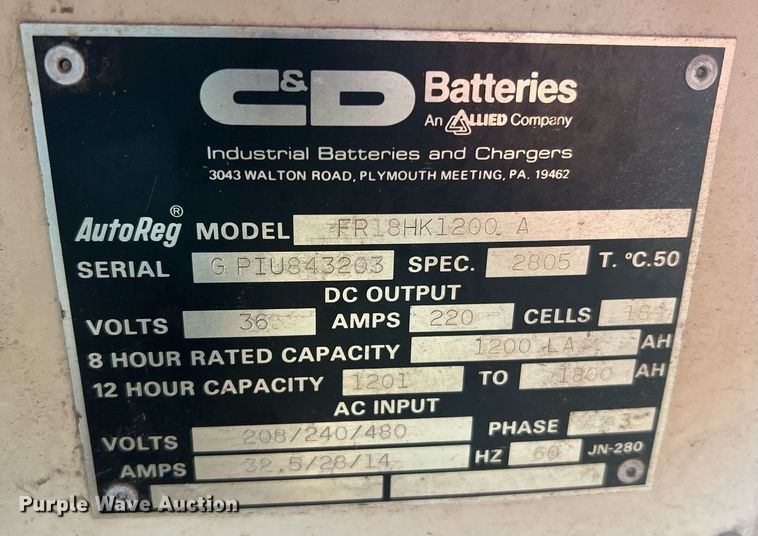 C&D Batteries
An ALLIED Company
Industrial Batteries and Chargers
3043 WALTON ROAD, PLYMOUTH MEETING, PA. 19462
AutoReg® MODEL FR18HK1200 A
SERIAL G PIU843203 SPEC. 2805 T. °C.50
DC OUTPUT
VOLTS 36 AMPS 220 CELLS 18
8 HOUR RATED CAPACITY 1200 LA AH
12 HOUR CAPACITY 1201 TO 1800 AH
AC INPUT
VOLTS 208/240/480 PHASE 3
AMPS 32.5/28/14 HZ 60 JN-280
Purple Wave Auction